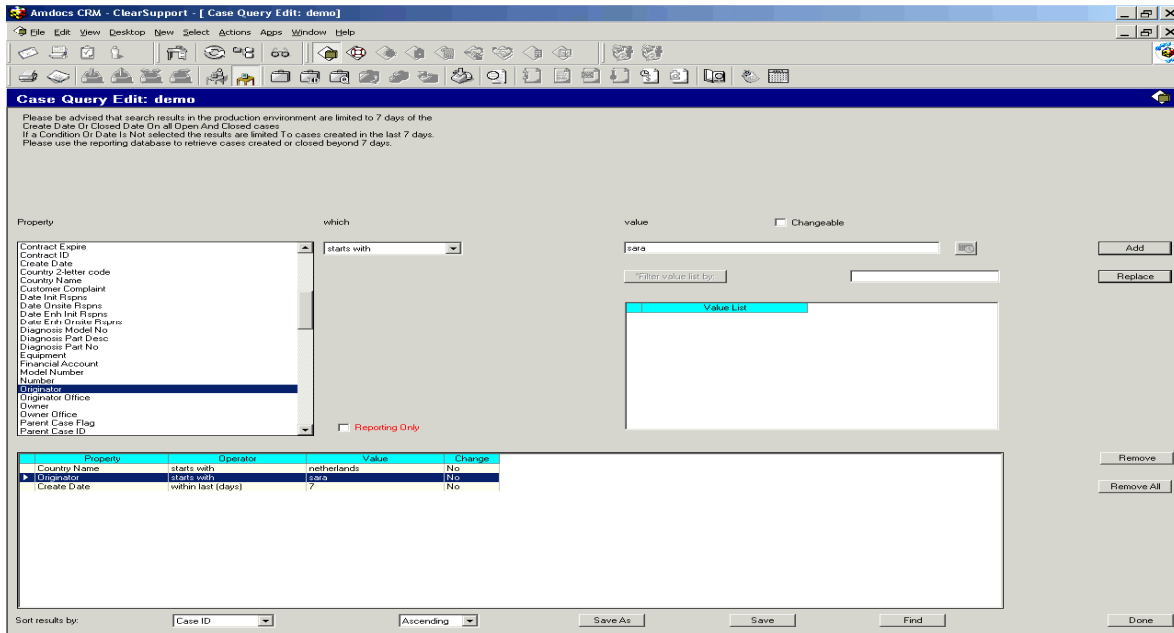 Amdocs CRM - ClearSupport - [ Case Query Edit: demo]
File Edit View Desktop New Select Actions Apps Window Help
Case Query Edit: demo
Please be advised that search results in the production environment are limited to 7 days of the
Create Date Or Closed Date On all Open And Closed cases
If a Condition Or Date Is Not selected the results are limited To cases created in the last 7 days.
Please use the reporting database to retrieve cases created or closed beyond 7 days.
Property which value Changeable
starts with sara Add
*Filter value list by: Replace
Value List
Contract Expire
Contract ID
Create Date
Country 2-letter code
Country Name
Customer Complaint
Date Init Rspns
Date Onsite Rspns
Date Enh Init Rspns
Date Enh Onsite Rspns
Diagnosis Model No
Diagnosis Part Desc
Diagnosis Part No
Equipment
Financial Account
Model Number
Number
Originator
Originator Office
Owner
Owner Office
Parent Case Flag
Parent Case ID
Reporting Only
Property Operator Value Change
Country Name starts with netherlands No
Originator starts with sara No
Create Date within last (days) 7 No
Remove
Remove All
Sort results by: Case ID Ascending Save As Save Find Done